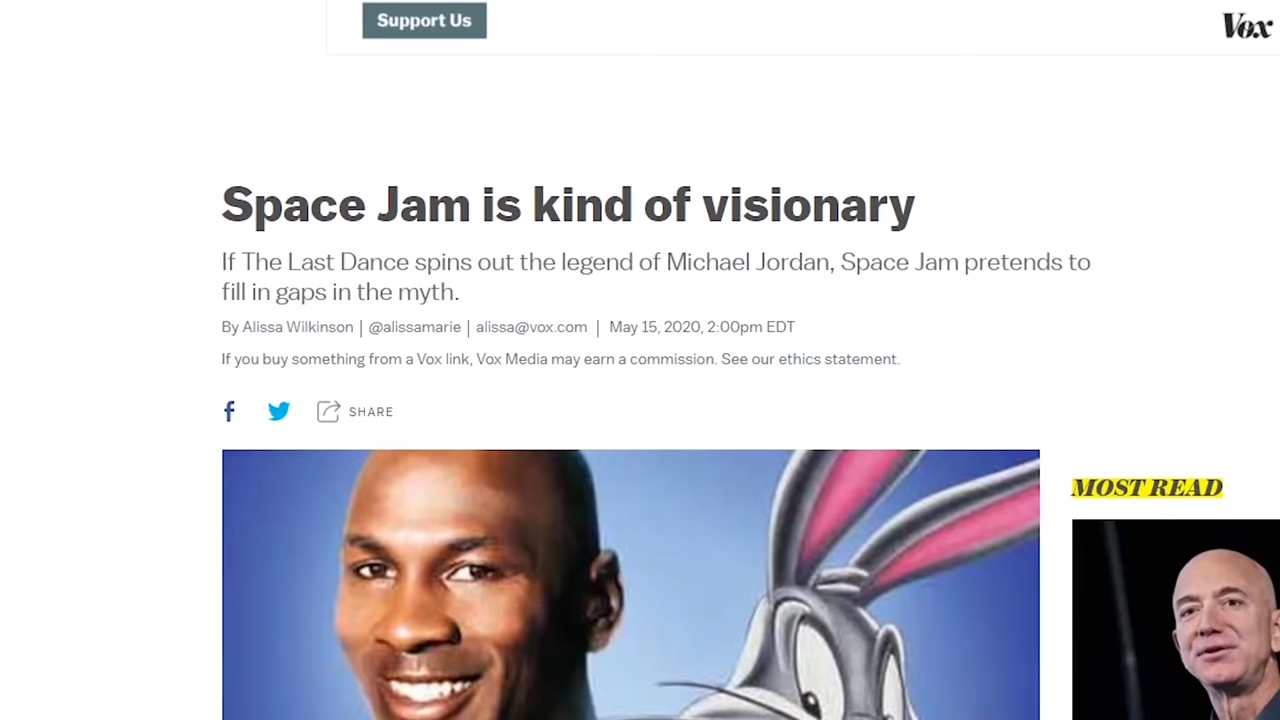 Support Us
Vox
Space Jam is kind of visionary
If The Last Dance spins out the legend of Michael Jordan, Space Jam pretends to
fill in gaps in the myth.
By Alissa Wilkinson | @alissamarie | alissa@vox.com | May 15, 2020, 2:00pm EDT
If you buy something from a Vox link, Vox Media may earn a commission. See our ethics statement.
SHARE
MOST READ